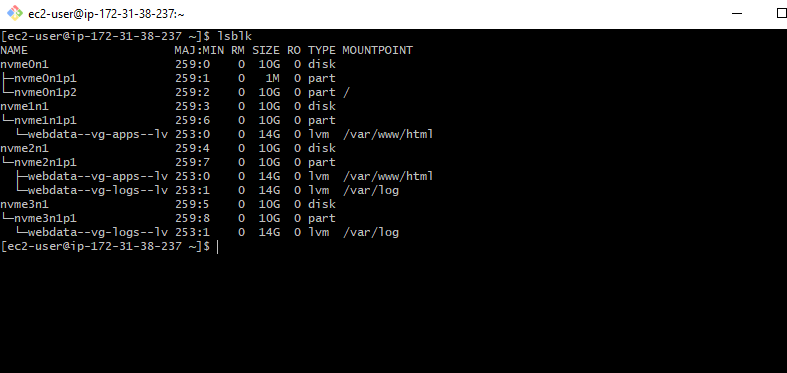 ec2-user@ip-172-31-38-237:~
[ec2-user@ip-172-31-38-237 ~]$ lsblk
NAME                    MAJ:MIN RM SIZE RO TYPE MOUNTPOINT
nvme0n1                 259:0    0  10G  0 disk
├─nvme0n1p1             259:1    0   1M  0 part
└─nvme0n1p2             259:2    0  10G  0 part /
nvme1n1                 259:3    0  10G  0 disk
└─nvme1n1p1             259:6    0  10G  0 part
  └─webdata--vg-apps--lv 253:0    0  14G  0 lvm  /var/www/html
nvme2n1                 259:4    0  10G  0 disk
└─nvme2n1p1             259:7    0  10G  0 part
  ├─webdata--vg-apps--lv 253:0    0  14G  0 lvm  /var/www/html
  └─webdata--vg-logs--lv 253:1    0  14G  0 lvm  /var/log
nvme3n1                 259:5    0  10G  0 disk
└─nvme3n1p1             259:8    0  10G  0 part
  └─webdata--vg-logs--lv 253:1    0  14G  0 lvm  /var/log
[ec2-user@ip-172-31-38-237 ~]$